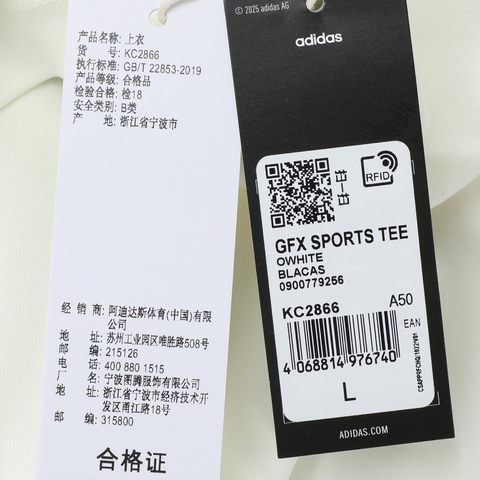 产品名称: 上衣
货 号: KC2866
执行标准: GB/T 22853-2019
产品等级: 合格品
检验合格: 检18
安全类别: B类
产 地: 浙江省宁波市
经 销 商: 阿迪达斯体育(中国)有限
公司
地 址: 苏州工业园区唯胜路508号
邮 编: 215126
电 话: 400 880 1515
厂 名: 宁波图腾服饰有限公司
地 址: 浙江省宁波市经济技术开
发区甬江路18号
邮 编: 315800
合格证
© 2025 adidas AG
adidas
RFID
GFX SPORTS TEE
OWHITE
BLACAS
0900779256
KC2866 A50
EAN
4 068814 976740
L
ADIDAS.COM